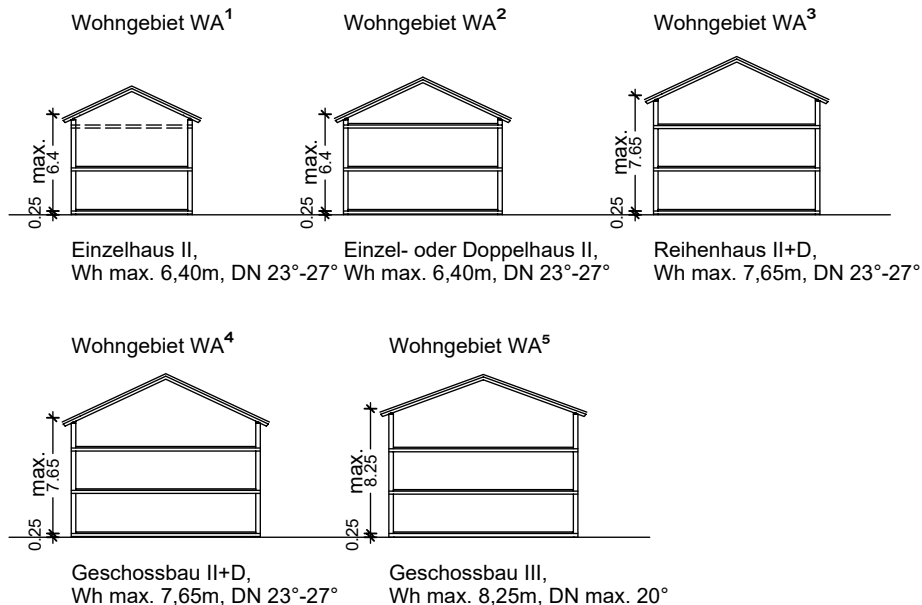 Wohngebiet WA¹
Wohngebiet WA²
Wohngebiet WA³
max.
6.4
0.25
max.
6.4
0.25
max.
7.65
0.25
Einzelhaus II,
Wh max. 6,40m, DN 23°-27°
Einzel- oder Doppelhaus II,
Wh max. 6,40m, DN 23°-27°
Reihenhaus II+D,
Wh max. 7,65m, DN 23°-27°
Wohngebiet WA⁴
Wohngebiet WA⁵
max.
7.65
0.25
max.
8.25
0.25
Geschossbau II+D,
Wh max. 7,65m, DN 23°-27°
Geschossbau III,
Wh max. 8,25m, DN max. 20°